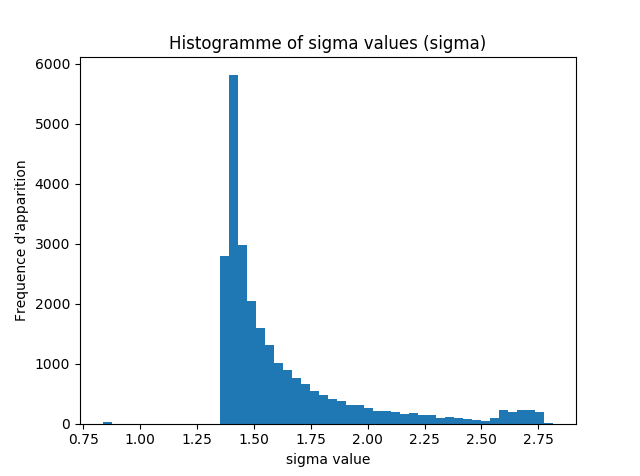 Histogramme of sigma values (sigma)
6000
5000
4000
3000
2000
1000
0
Frequence d'apparition
0.75 1.00 1.25 1.50 1.75 2.00 2.25 2.50 2.75
sigma value